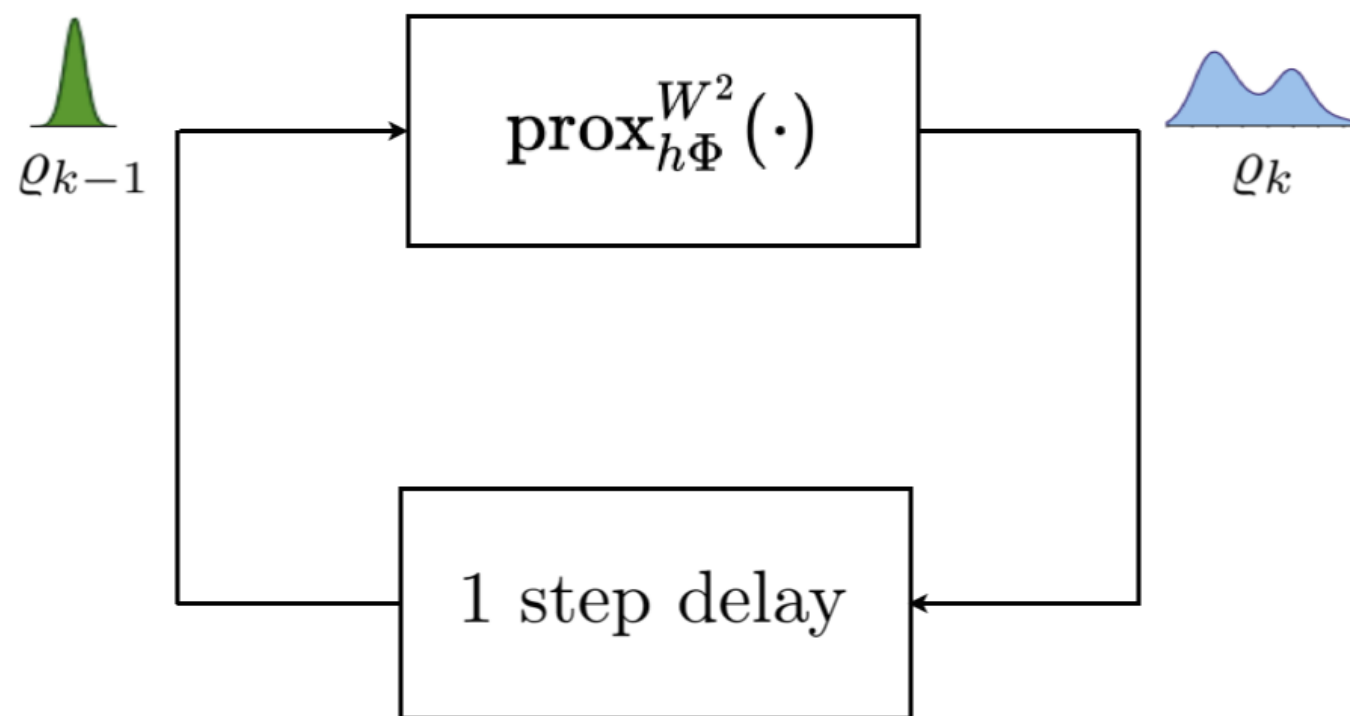 prox_{hΦ}^{W^2}(·)
ϱ_{k−1}
ϱ_k
1 step delay